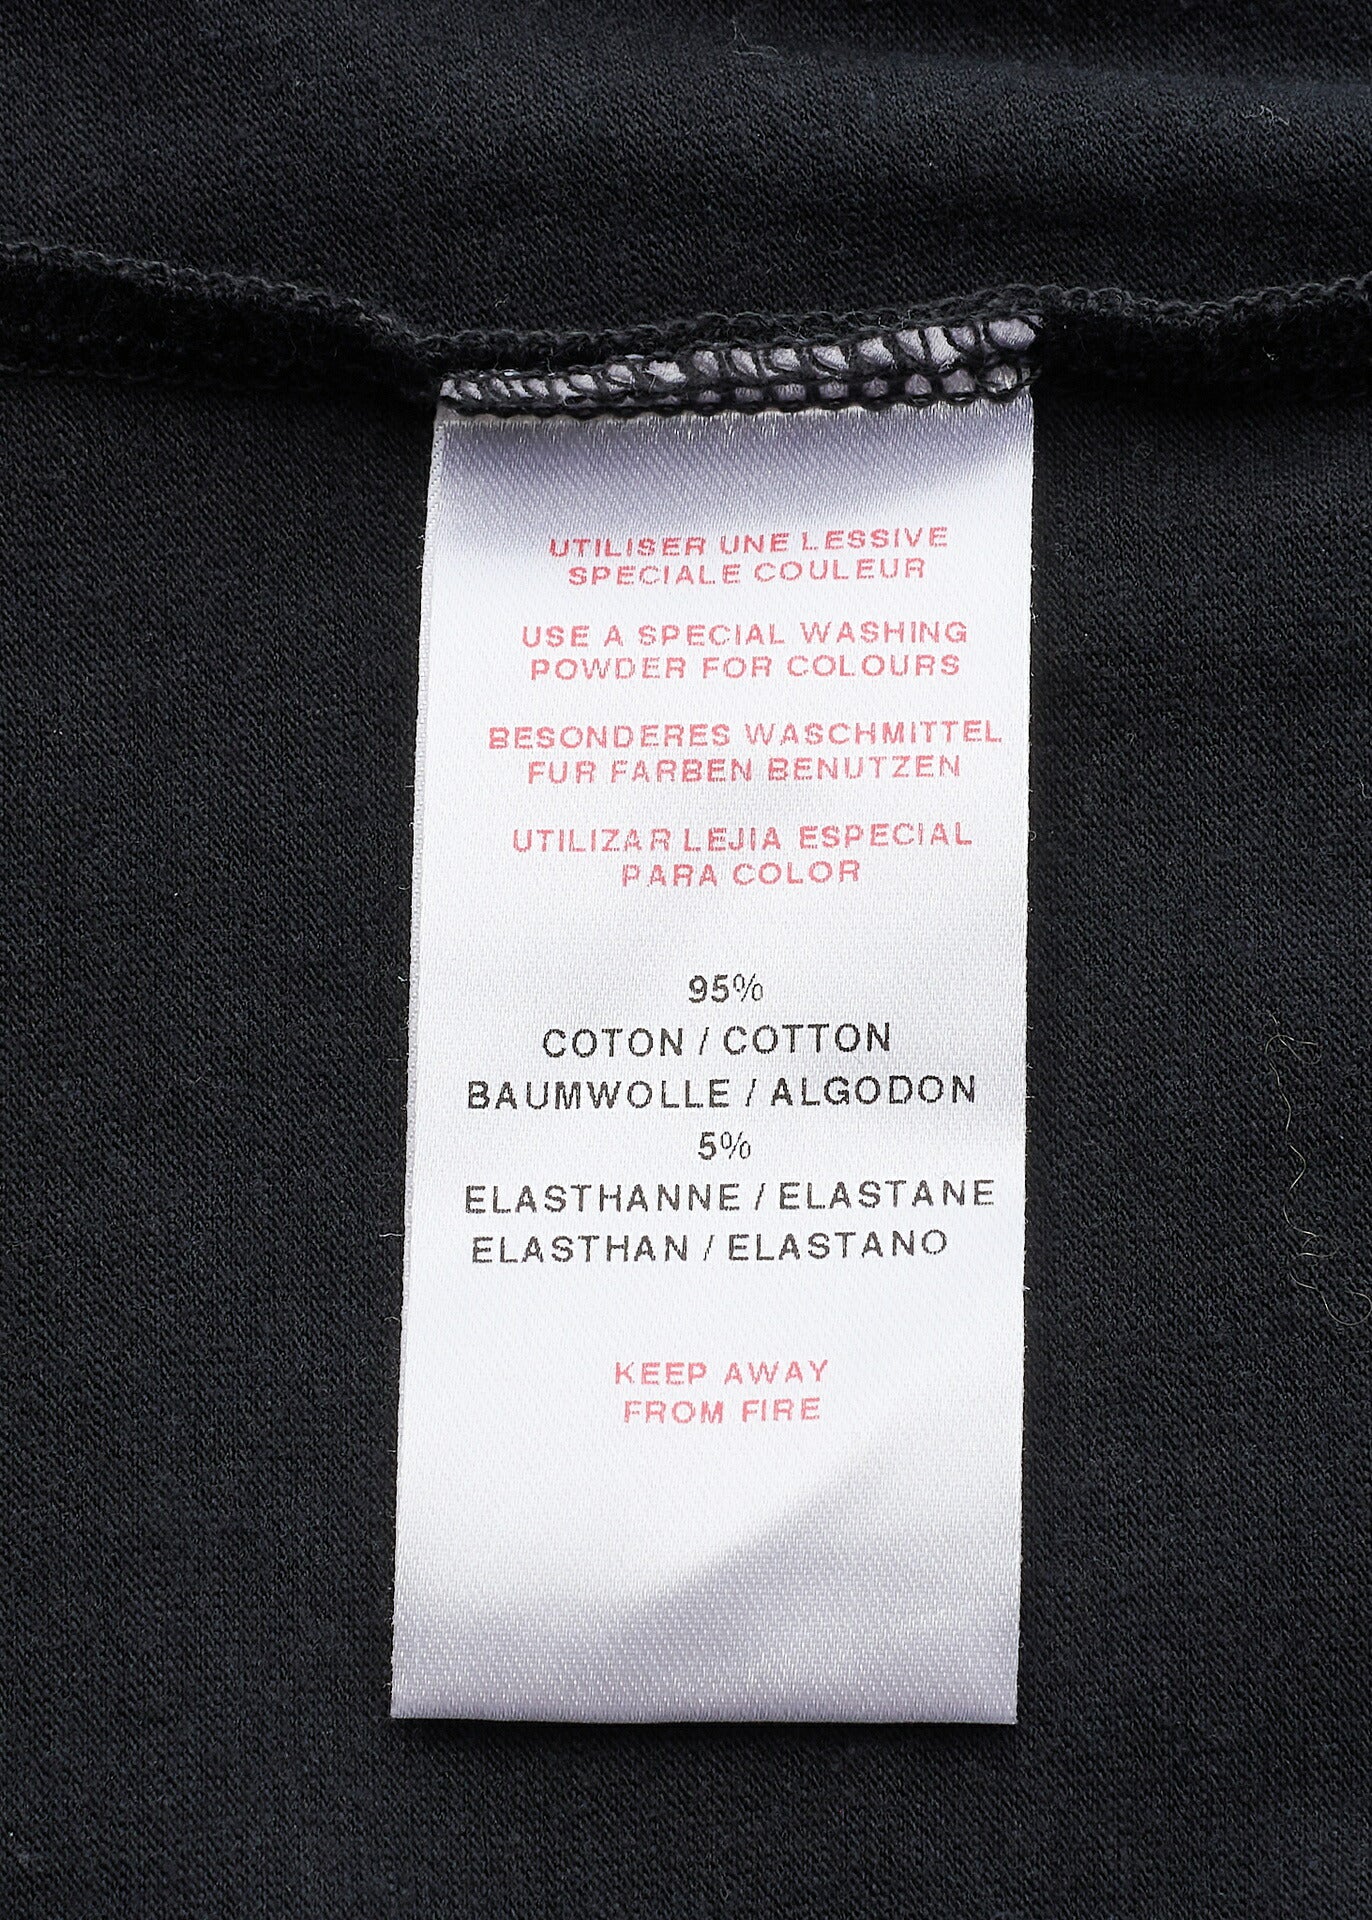 UTILISER UNE LESSIVE
SPECIALE COULEUR
USE A SPECIAL WASHING
POWDER FOR COLOURS
BESONDERES WASCHMITTEL
FUR FARBEN BENUTZEN
UTILIZAR LEJIA ESPECIAL
PARA COLOR
95%
COTON / COTTON
BAUMWOLLE / ALGODON
5%
ELASTHANNE / ELASTANE
ELASTHAN / ELASTANO
KEEP AWAY
FROM FIRE